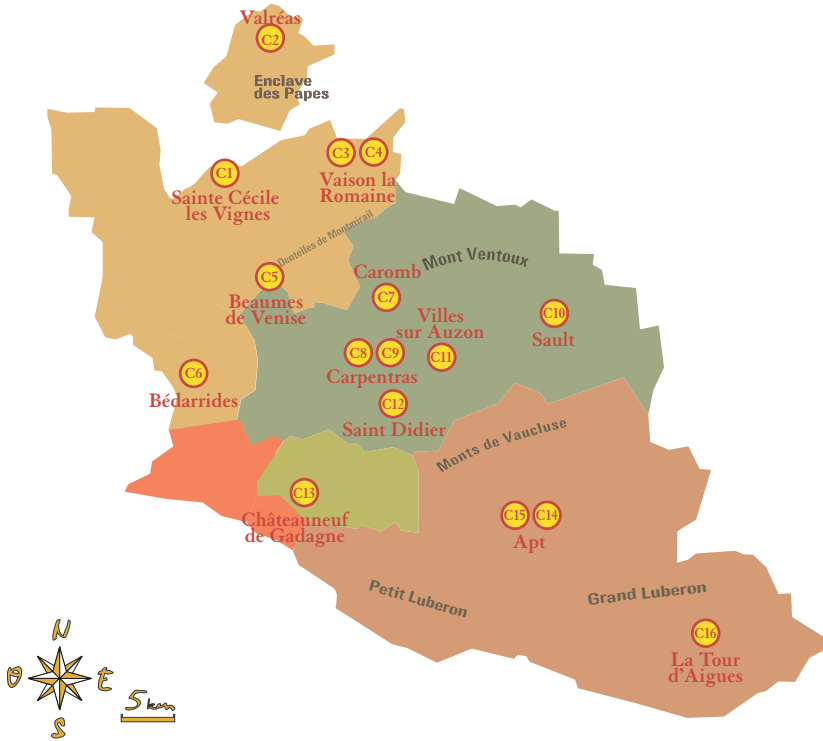 Valréas
C2
Enclave
des Papes
C3
C4
C1
Vaison la
Romaine
Sainte Cécile
les Vignes
Dentelles de Montmirail
Mont Ventoux
Caromb
C5
C7
Beaumes
de Venise
Villes
sur Auzon
C10
Sault
C8
C9
C11
Carpentras
C6
Bédarrides
C12
Saint Didier
Monts de Vaucluse
C13
Châteauneuf
de Gadagne
C15
C14
Apt
Petit Luberon
Grand Luberon
C16
La Tour
d'Aigues
N
O
E
S
5 km